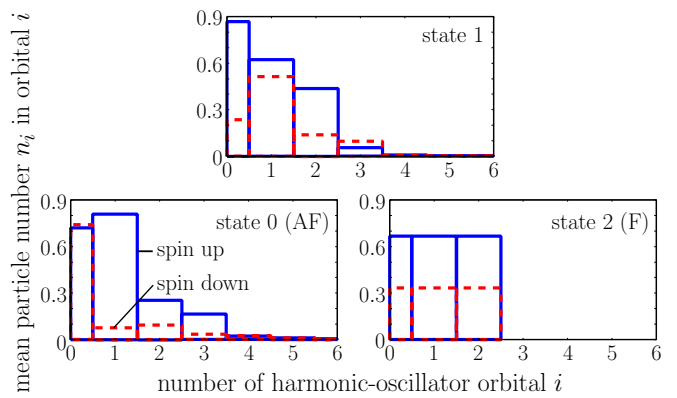 mean particle number n_i in orbital i
0.9
0.6
0.3
0
state 1
0 1 2 3 4 5 6
0.9
0.6
0.3
0
state 0 (AF)
spin up
spin down
0 1 2 3 4 5 6
0.9
0.6
0.3
0
state 2 (F)
0 1 2 3 4 5 6
number of harmonic-oscillator orbital i